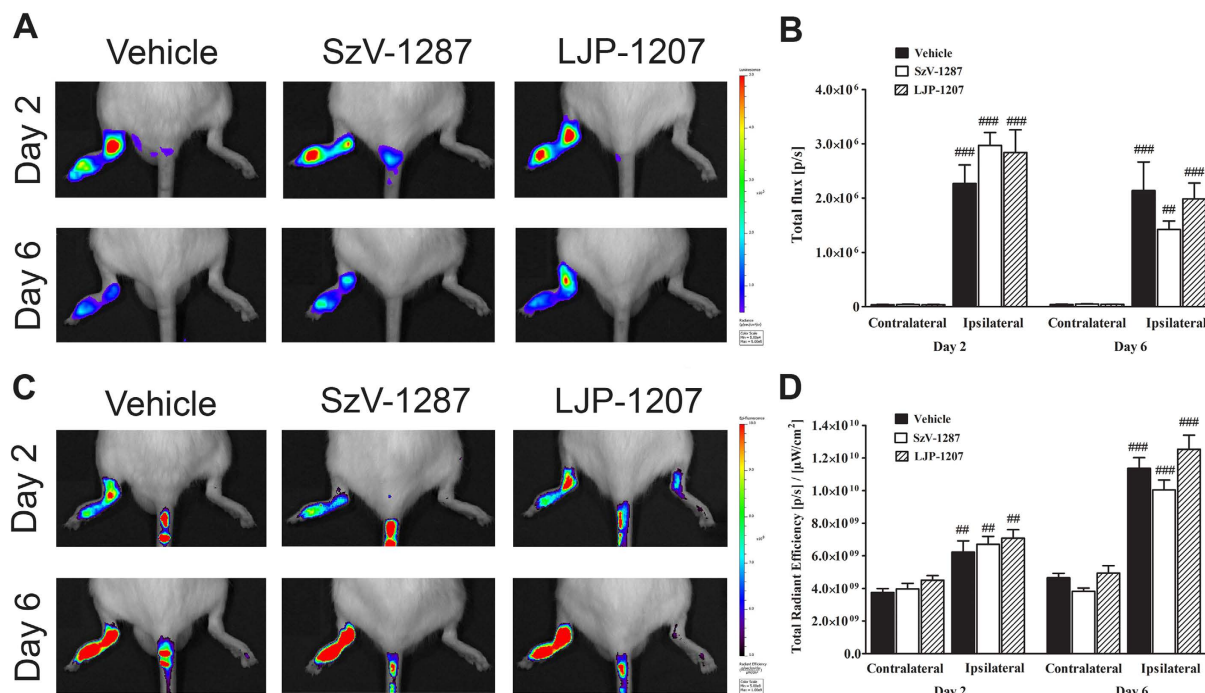 A
Vehicle
SzV-1287
LJP-1207
Day 2
Day 6
B
Vehicle
SzV-1287
LJP-1207
Total flux [p/s]
4.0×10⁶
3.0×10⁶
2.0×10⁶
1.0×10⁶
0
###
###
###
###
##
###
Contralateral
Ipsilateral
Contralateral
Ipsilateral
Day 2
Day 6
C
Vehicle
SzV-1287
LJP-1207
Day 2
Day 6
D
Vehicle
SzV-1287
LJP-1207
Total Radiant Efficiency [p/s] / [µW/cm²]
1.4×10¹⁰
1.2×10¹⁰
1.0×10¹⁰
8.0×10⁰⁹
6.0×10⁰⁹
4.0×10⁰⁹
2.0×10⁰⁹
0.0
##
##
##
###
###
###
Contralateral
Ipsilateral
Contralateral
Ipsilateral
Day 2
Day 6